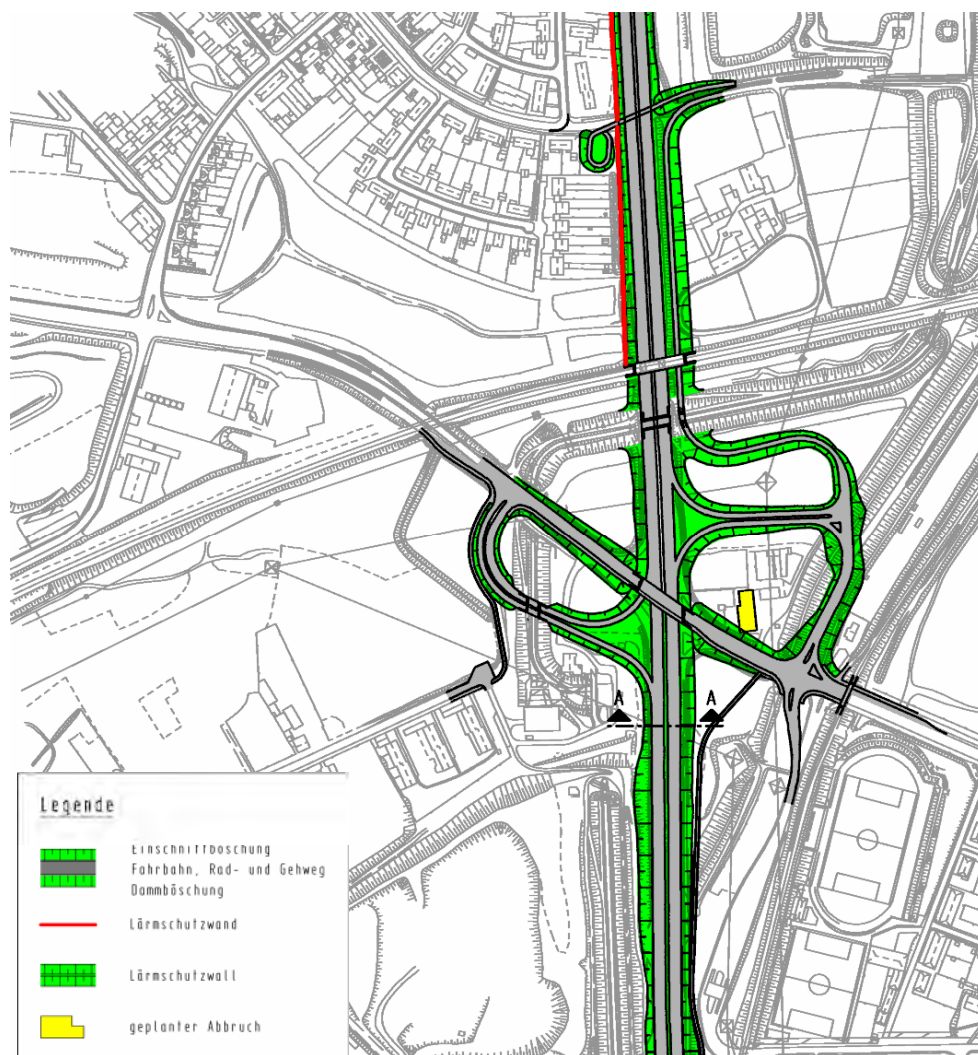 A A
Legende
Einschnittböschung
Fahrbahn, Rad- und Gehweg
Dammböschung
Lärmschutzwand
Lärmschutzwall
geplanter Abbruch